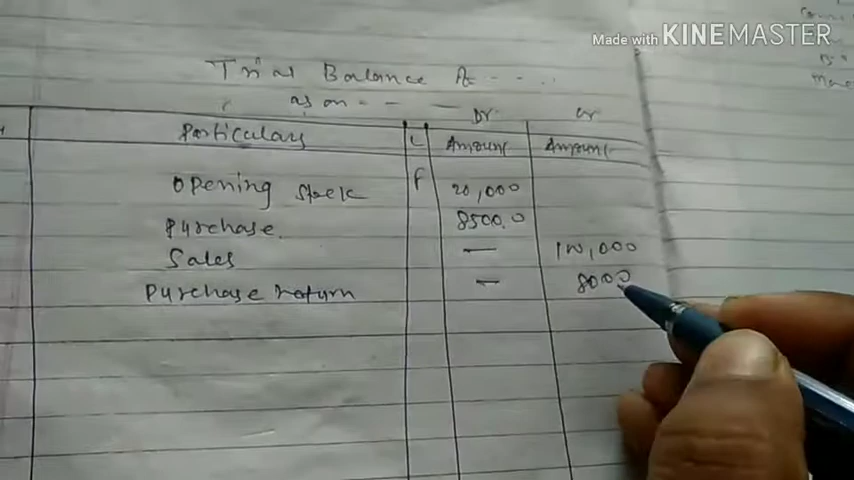 Made with KINEMASTER
Trial Balance A/c - - . . .
as on - - —
Dr Cr
Particulars L Amount Amount
F
Opening Stock 20,000
Purchase. 8500.0
Sales — 100,000
Purchase return — 8000